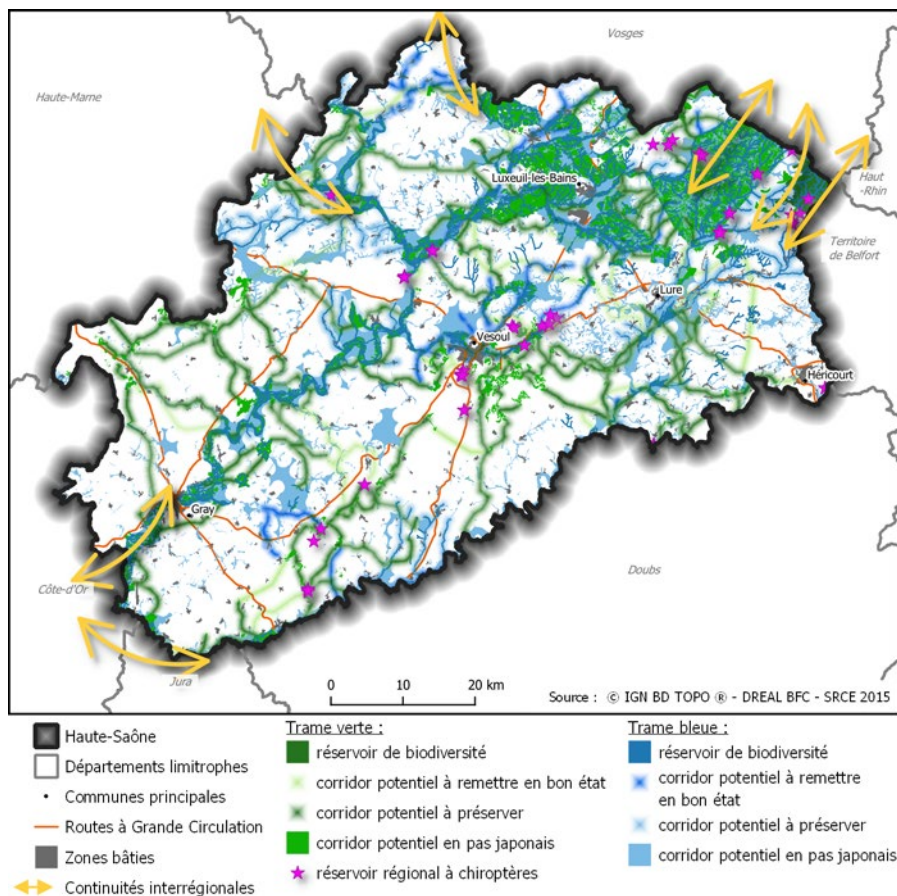 Vosges
Haute-Marne
Luxeuil-les-Bains
Haut
-Rhin
Territoire
de Belfort
Lure
Vesoul
Héricourt
Gray
Doubs
Côte-d'Or
Jura
0 10 20 km
Source : © IGN BD TOPO ® - DREAL BFC - SRCE 2015
Haute-Saône
Départements limitrophes
Communes principales
Routes à Grande Circulation
Zones bâties
Continuités interrégionales
Trame verte :
réservoir de biodiversité
corridor potentiel à remettre en bon état
corridor potentiel à préserver
corridor potentiel en pas japonais
réservoir régional à chiroptères
Trame bleue :
réservoir de biodiversité
corridor potentiel à remettre
en bon état
corridor potentiel à préserver
corridor potentiel en pas japonais